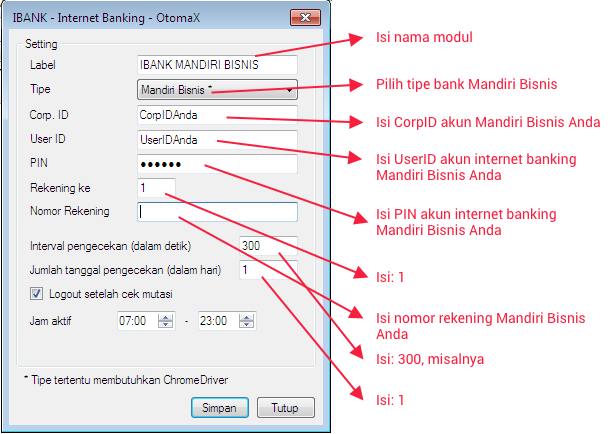 IBANK - Internet Banking - OtomaX
Setting
Label
IBANK MANDIRI BISNIS
Isi nama modul
Tipe
Mandiri Bisnis *
Pilih tipe bank Mandiri Bisnis
Corp. ID
CorpIDAnda
Isi CorpID akun Mandiri Bisnis Anda
User ID
UserIDAnda
Isi UserID akun internet banking
Mandiri Bisnis Anda
PIN
●●●●●●
Isi PIN akun internet banking
Mandiri Bisnis Anda
Rekening ke
1
Isi: 1
Nomor Rekening
Isi nomor rekening Mandiri Bisnis
Anda
Interval pengecekan (dalam detik)
300
Isi: 300, misalnya
Jumlah tanggal pengecekan (dalam hari)
1
Isi: 1
Logout setelah cek mutasi
Jam aktif
07:00 - 23:00
* Tipe tertentu membutuhkan ChromeDriver
Simpan
Tutup